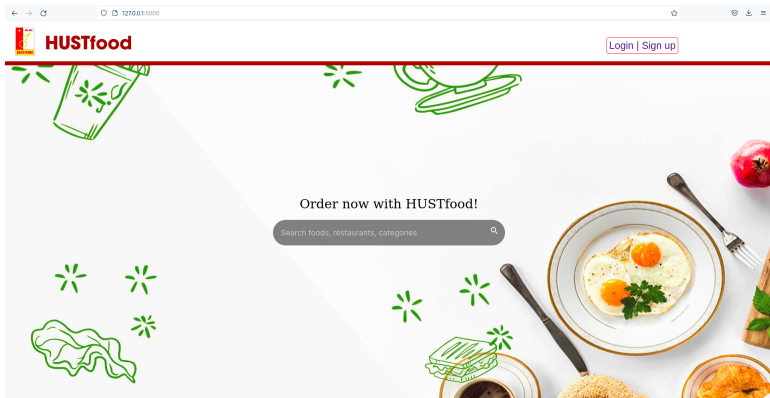 127.0.0.1:5000
HUSTfood
Login | Sign up
Order now with HUSTfood!
Search foods, restaurants, categories